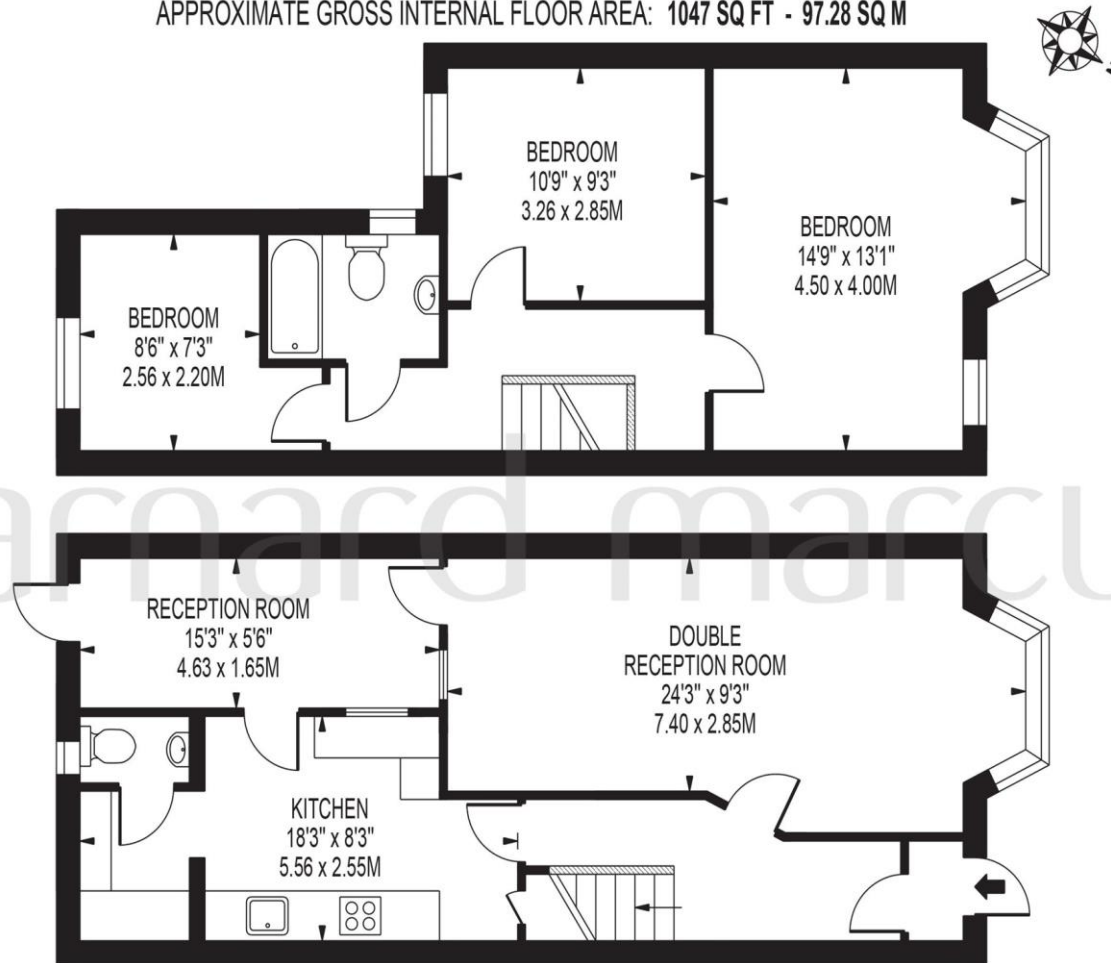 APPROXIMATE GROSS INTERNAL FLOOR AREA: 1047 SQ FT - 97.28 SQ M
BEDROOM
10'9" x 9'3"
3.26 x 2.85M
BEDROOM
14'9" x 13'1"
4.50 x 4.00M
BEDROOM
8'6" x 7'3"
2.56 x 2.20M
arnard marcu
RECEPTION ROOM
15'3" x 5'6"
4.63 x 1.65M
DOUBLE
RECEPTION ROOM
24'3" x 9'3"
7.40 x 2.85M
KITCHEN
18'3" x 8'3"
5.56 x 2.55M